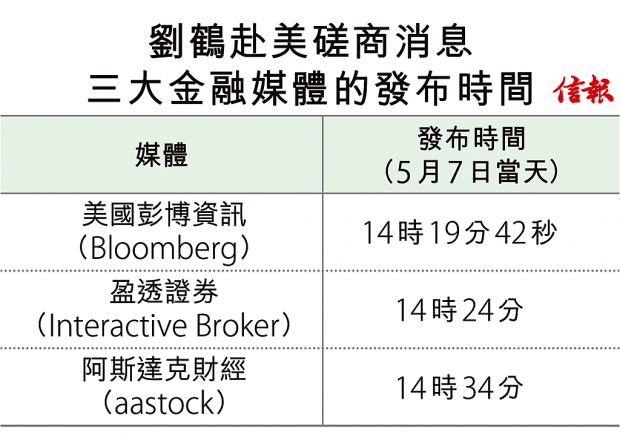 劉鶴赴美磋商消息
三大金融媒體的發布時間 信報
媒體
發布時間
（5月7日當天）
美國彭博資訊
（Bloomberg）
14時19分42秒
盈透證券
（Interactive Broker）
14時24分
阿斯達克財經
（aastock）
14時34分